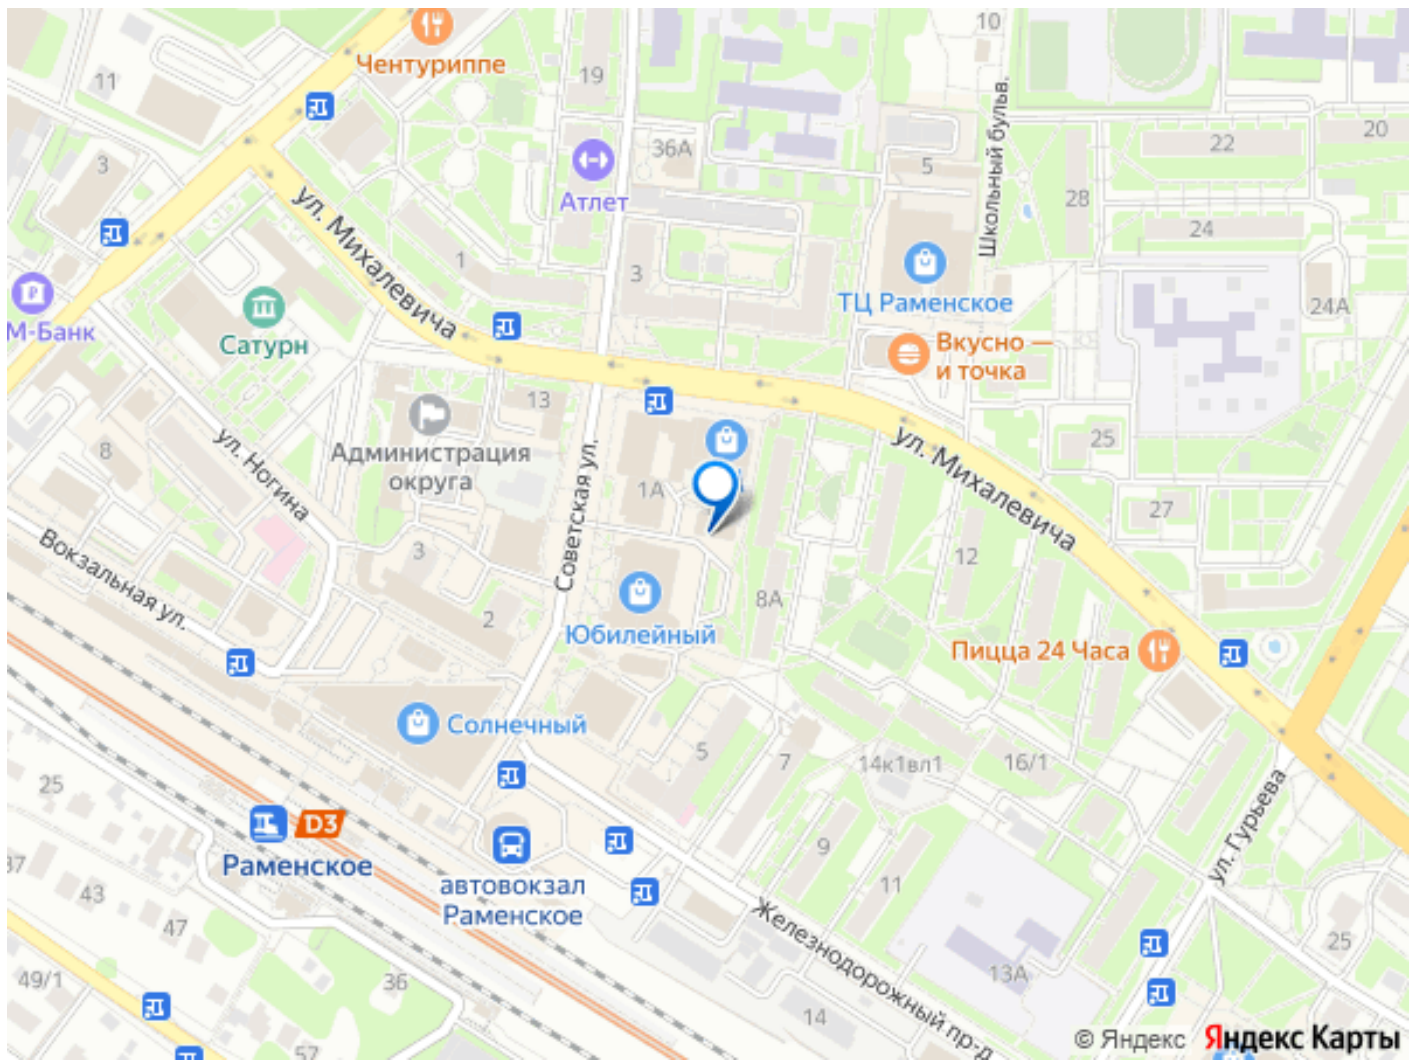 10
Чентуриппе
19
11
20
22
Школьный бульв.
36А
5
3
28
Атлет
ул. Михалевича
24
1
3
ТЦ Раменское
24А
М-Банк
Сатурн
Вкусно —
и точка
13
Администрация
округа
ул. Михалевича
25
8
ул. Ногина
1А
Советская ул.
27
Вокзальная ул.
3
12
8А
2
Юбилейный
Пицца 24 Часа
Солнечный
5
7
14к1вл1
16/1
25
D3
Раменское
ул. Гурьева
9
37
43
автовокзал
Раменское
11
47
Железнодорожный пр-д
25
13А
49/1
36
14
57
© Яндекс Яндекс Карты